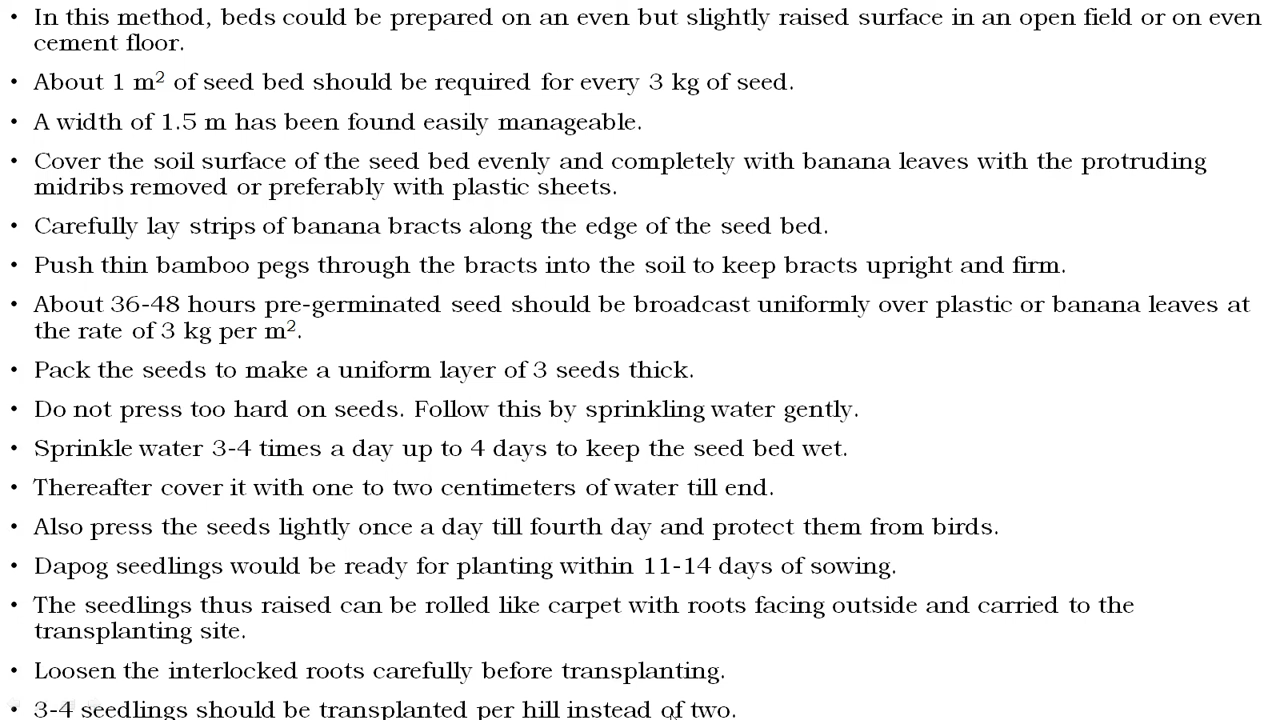 • In this method, beds could be prepared on an even but slightly raised surface in an open field or on even
cement floor.
• About 1 m² of seed bed should be required for every 3 kg of seed.
• A width of 1.5 m has been found easily manageable.
• Cover the soil surface of the seed bed evenly and completely with banana leaves with the protruding
midribs removed or preferably with plastic sheets.
• Carefully lay strips of banana bracts along the edge of the seed bed.
• Push thin bamboo pegs through the bracts into the soil to keep bracts upright and firm.
• About 36-48 hours pre-germinated seed should be broadcast uniformly over plastic or banana leaves at
the rate of 3 kg per m².
• Pack the seeds to make a uniform layer of 3 seeds thick.
• Do not press too hard on seeds. Follow this by sprinkling water gently.
• Sprinkle water 3-4 times a day up to 4 days to keep the seed bed wet.
• Thereafter cover it with one to two centimeters of water till end.
• Also press the seeds lightly once a day till fourth day and protect them from birds.
• Dapog seedlings would be ready for planting within 11-14 days of sowing.
• The seedlings thus raised can be rolled like carpet with roots facing outside and carried to the
transplanting site.
• Loosen the interlocked roots carefully before transplanting.
• 3-4 seedlings should be transplanted per hill instead of two.